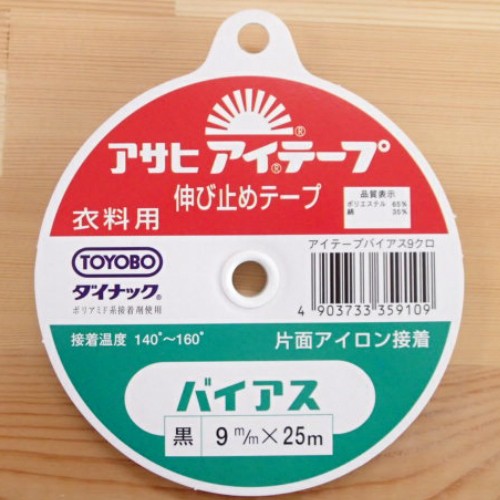 アサヒ アイテープ®
伸び止めテープ
衣料用
品質表示
ポリエステル 65%
綿 35%
TOYOBO
ダイナック®
ポリアミド系接着剤使用
アイテープバイアス9クロ
4 903733 359109
接着温度 140°～160°
片面アイロン接着
バイアス
黒 9m/m×25m